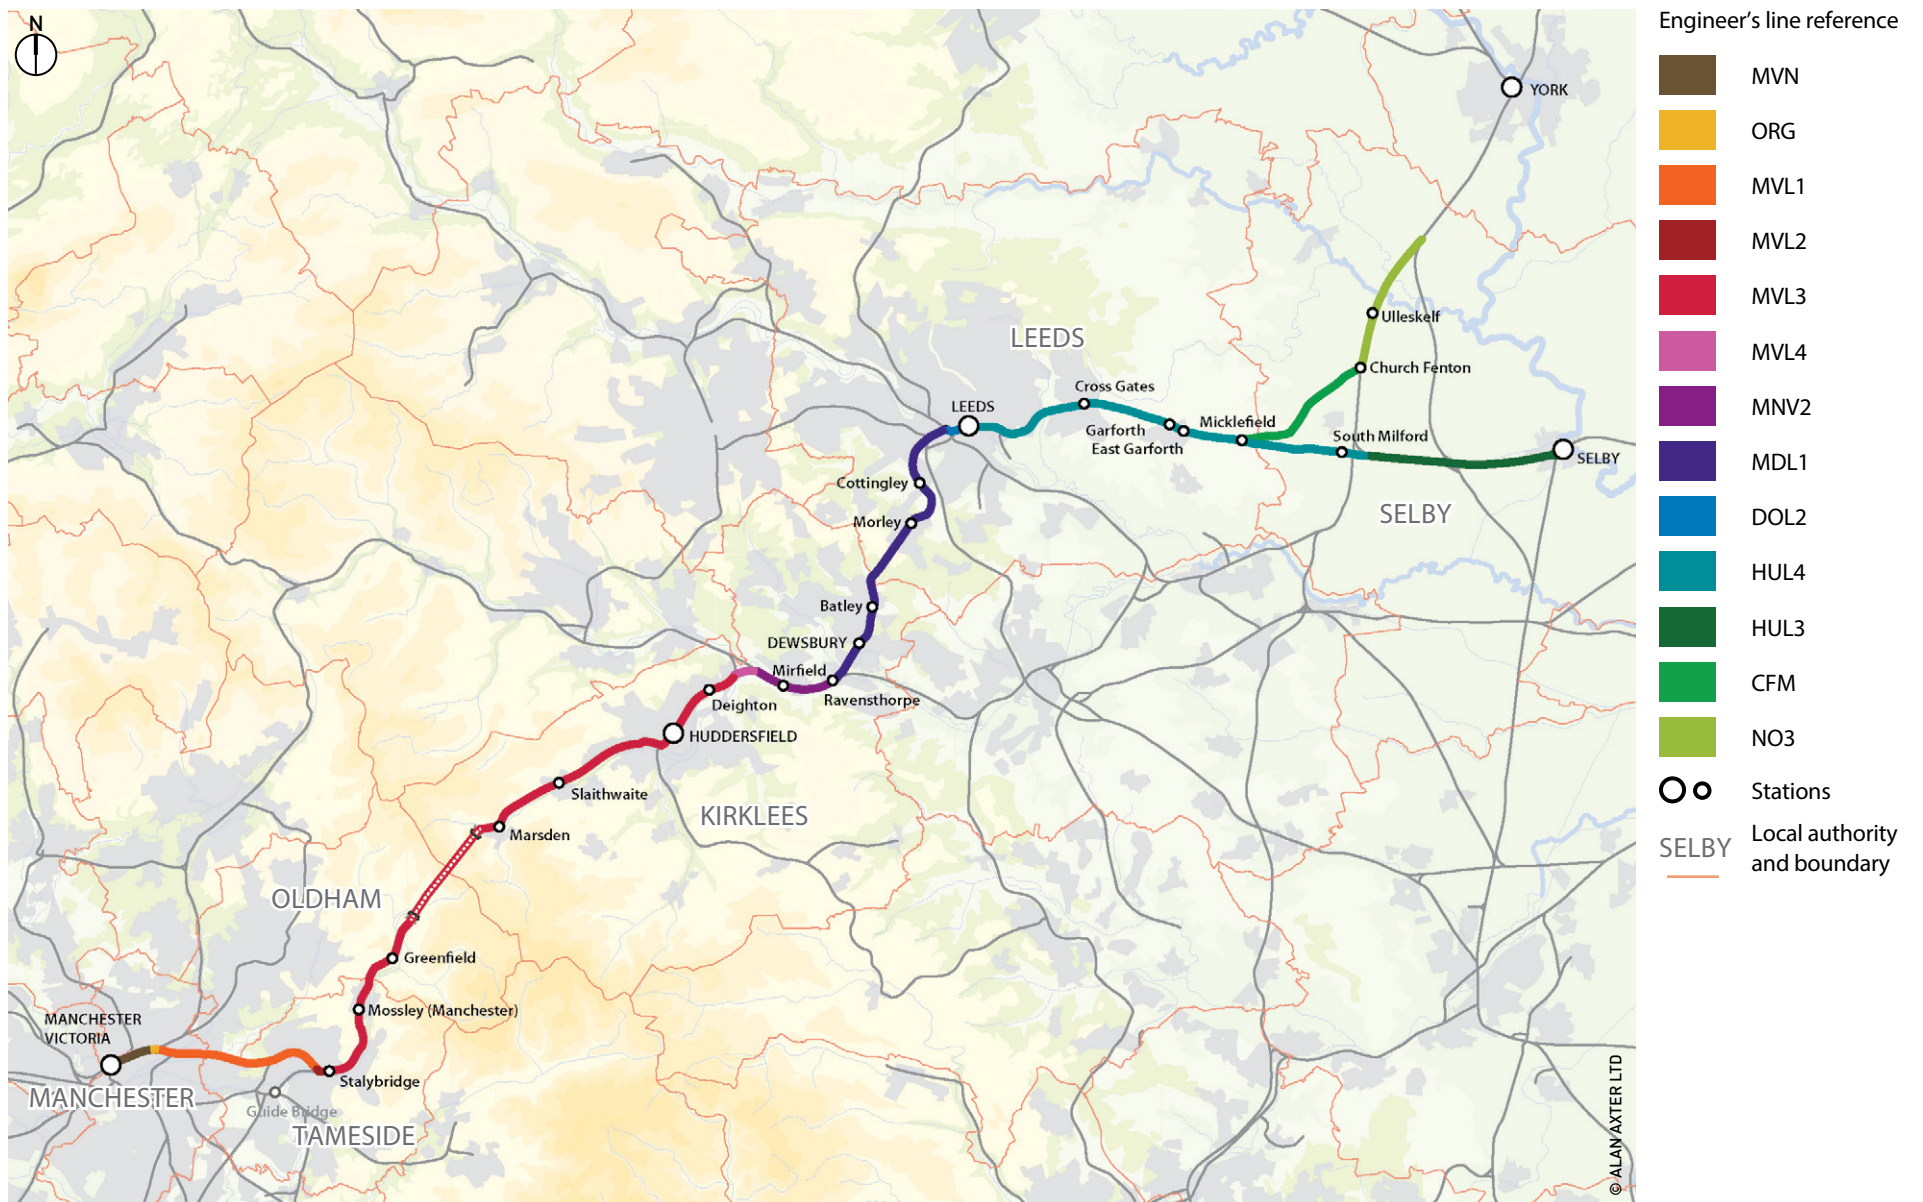 N
YORK
Ulleskelf
LEEDS
Church Fenton
Cross Gates
LEEDS
Garforth
Micklefield
East Garforth
South Milford
SELBY
Cottingley
SELBY
Morley
Batley
DEWSBURY
Mirfield
Ravensthorpe
Deighton
HUDDERSFIELD
Slaithwaite
KIRKLEES
Marsden
OLDHAM
Greenfield
Mossley (Manchester)
MANCHESTER
VICTORIA
Stalybridge
MANCHESTER
Guide Bridge
TAMESIDE
© ALAN AXTER LTD
Engineer’s line reference
MVN
ORG
MVL1
MVL2
MVL3
MVL4
MNV2
MDL1
DOL2
HUL4
HUL3
CFM
NO3
Stations
SELBY
Local authority
and boundary